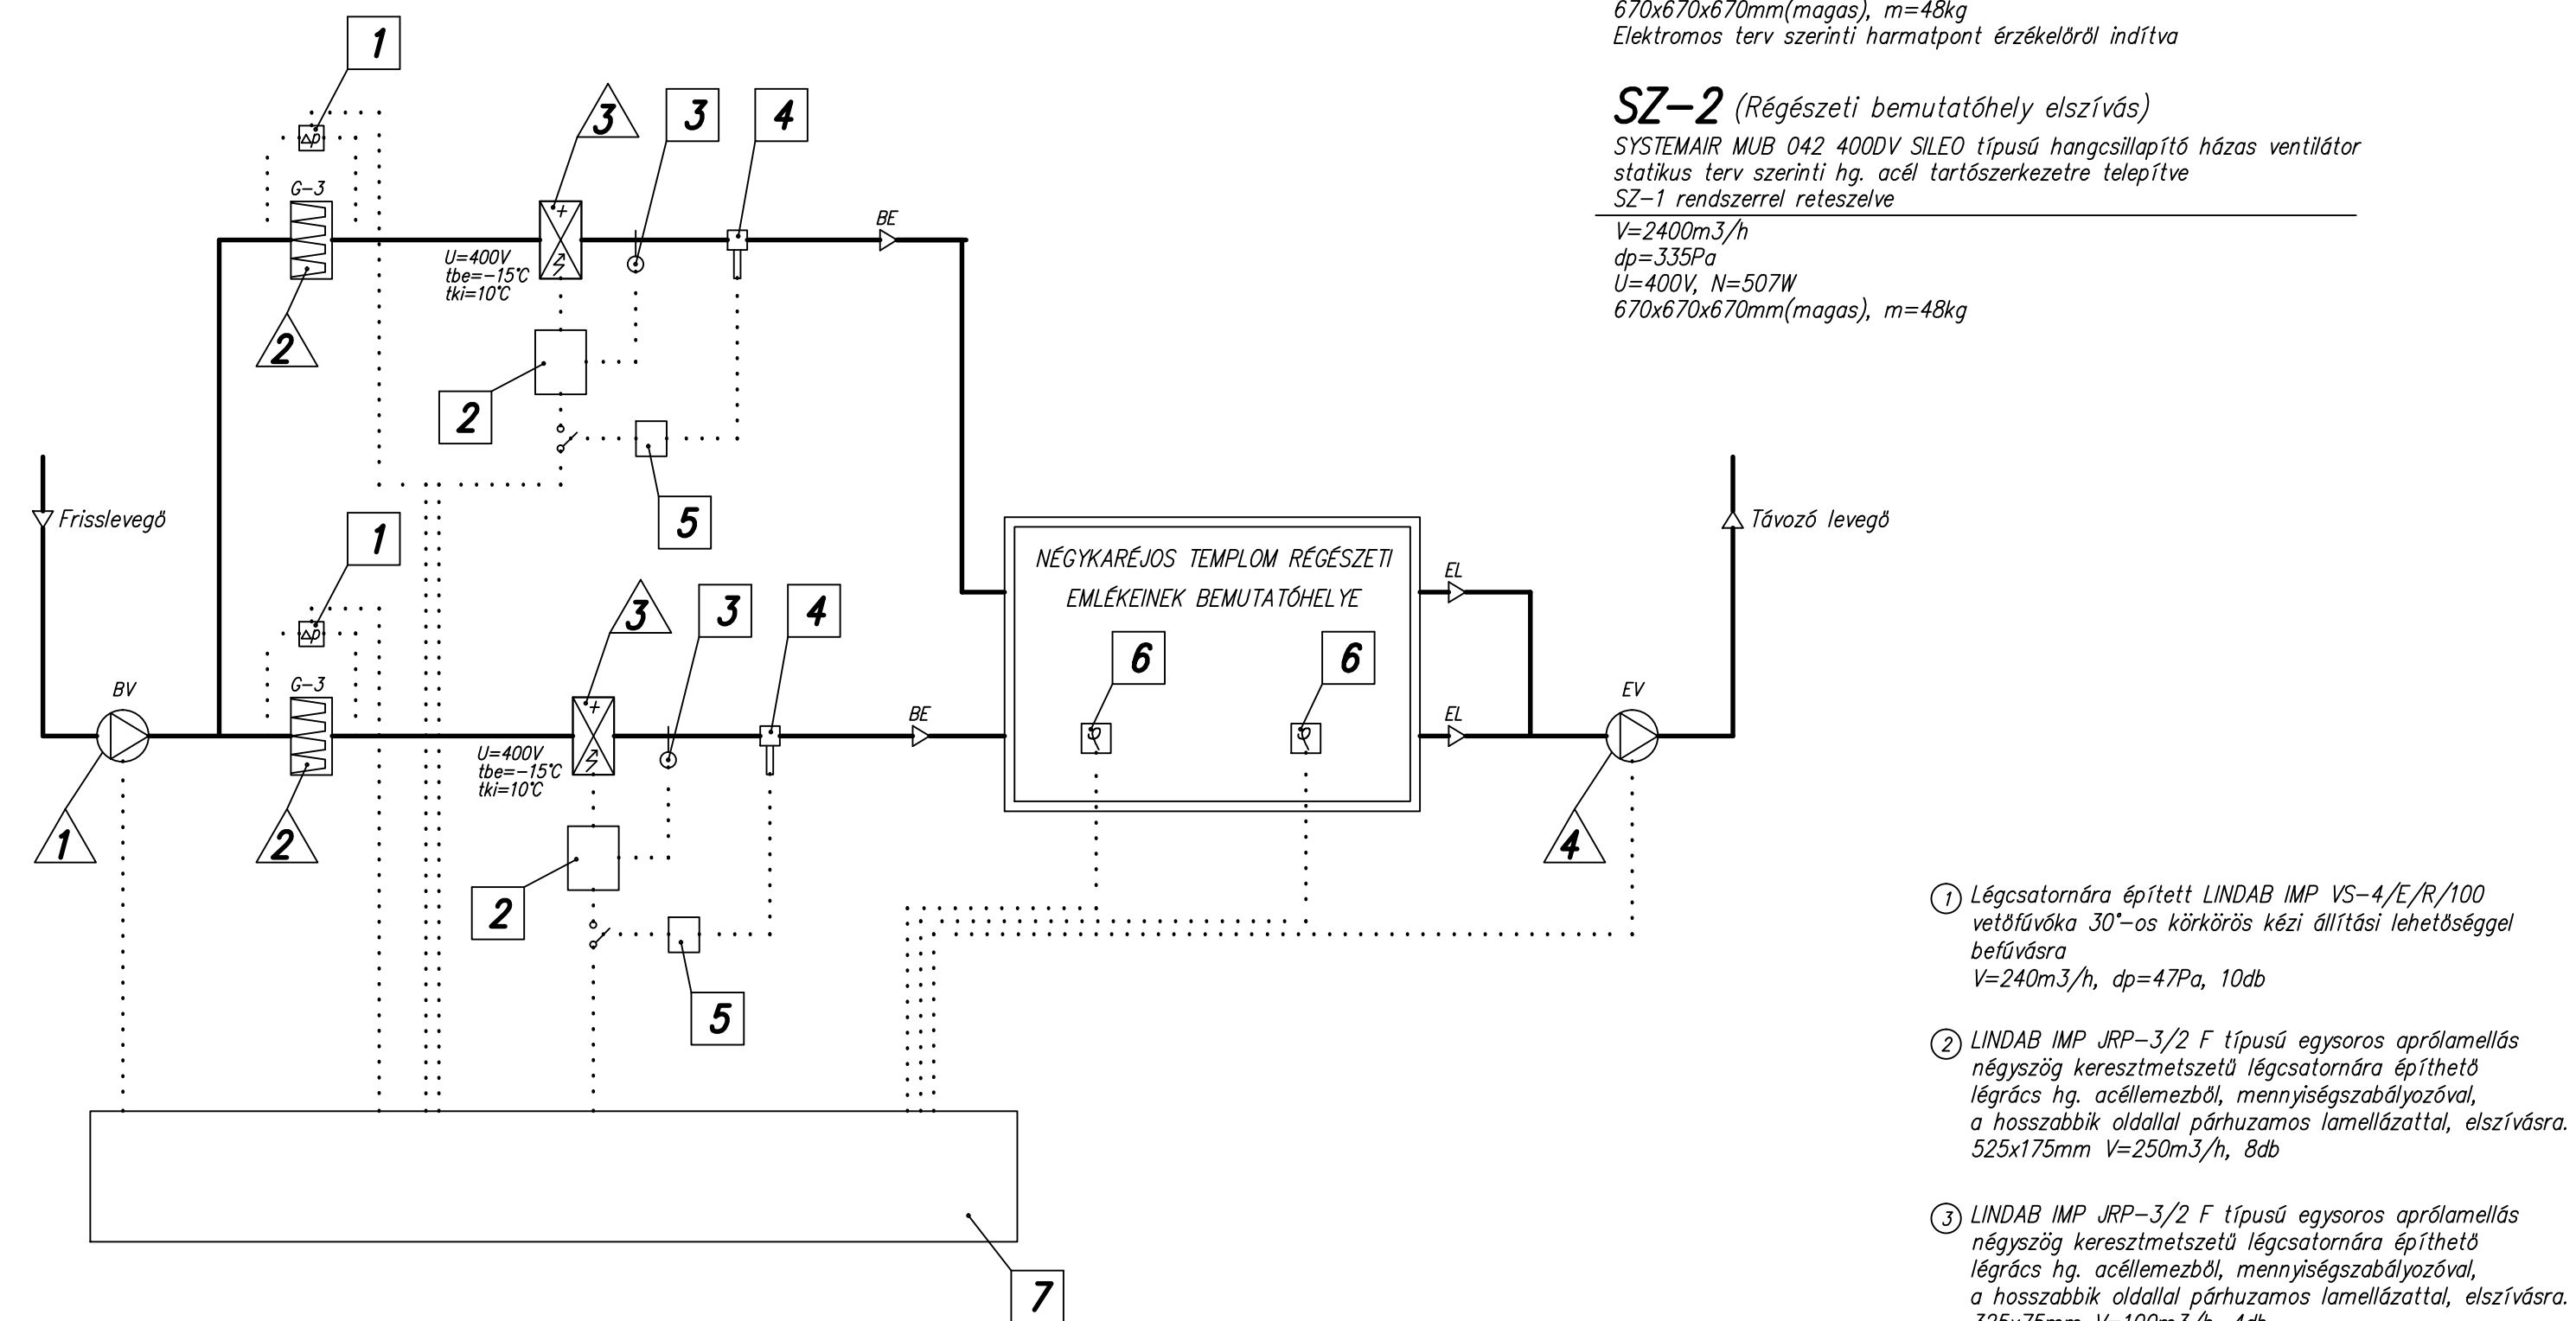 670x670x670mm(magas), m=48kg
Elektromos terv szerinti harmatpont érzékelőről indítva
SZ-2 (Régészeti bemutatóhely elszívás)
SYSTEMAIR MUB 042 400DV SILEO típusú hangcsillapító házas ventilátor
statikus terv szerinti hg. acél tartószerkezetre telepítve
SZ-1 rendszerrel reteszelve
V=2400m3/h
dp=335Pa
U=400V, N=507W
670x670x670mm(magas), m=48kg
1
3
3
4
Δp
G-3
+
BE
U=400V
tbe=-15°C
tki=10°C
2
2
5
Frisslevegő
Távozó levegő
1
3
3
4
NÉGYKARÉJOS TEMPLOM RÉGÉSZETI
EMLÉKEINEK BEMUTATÓHELYE
EL
6
6
Δp
G-3
BV
+
BE
EL
EV
U=400V
tbe=-15°C
tki=10°C
φ
φ
1
2
4
2
5
7
1 Légcsatornára épített LINDAB IMP VS-4/E/R/100
vetőfúvóka 30°-os körkörös kézi állítási lehetőséggel
befúvásra
V=240m3/h, dp=47Pa, 10db
2 LINDAB IMP JRP-3/2 F típusú egysoros aprólamellás
négyszög keresztmetszetű légcsatornára építhető
légrács hg. acéllemezből, mennyiségszabályozóval,
a hosszabbik oldallal párhuzamos lamellázattal, elszívásra.
525x175mm V=250m3/h, 8db
3 LINDAB IMP JRP-3/2 F típusú egysoros aprólamellás
négyszög keresztmetszetű légcsatornára építhető
légrács hg. acéllemezből, mennyiségszabályozóval,
a hosszabbik oldallal párhuzamos lamellázattal, elszívásra.
325x75mm V=100m3/h, 4db